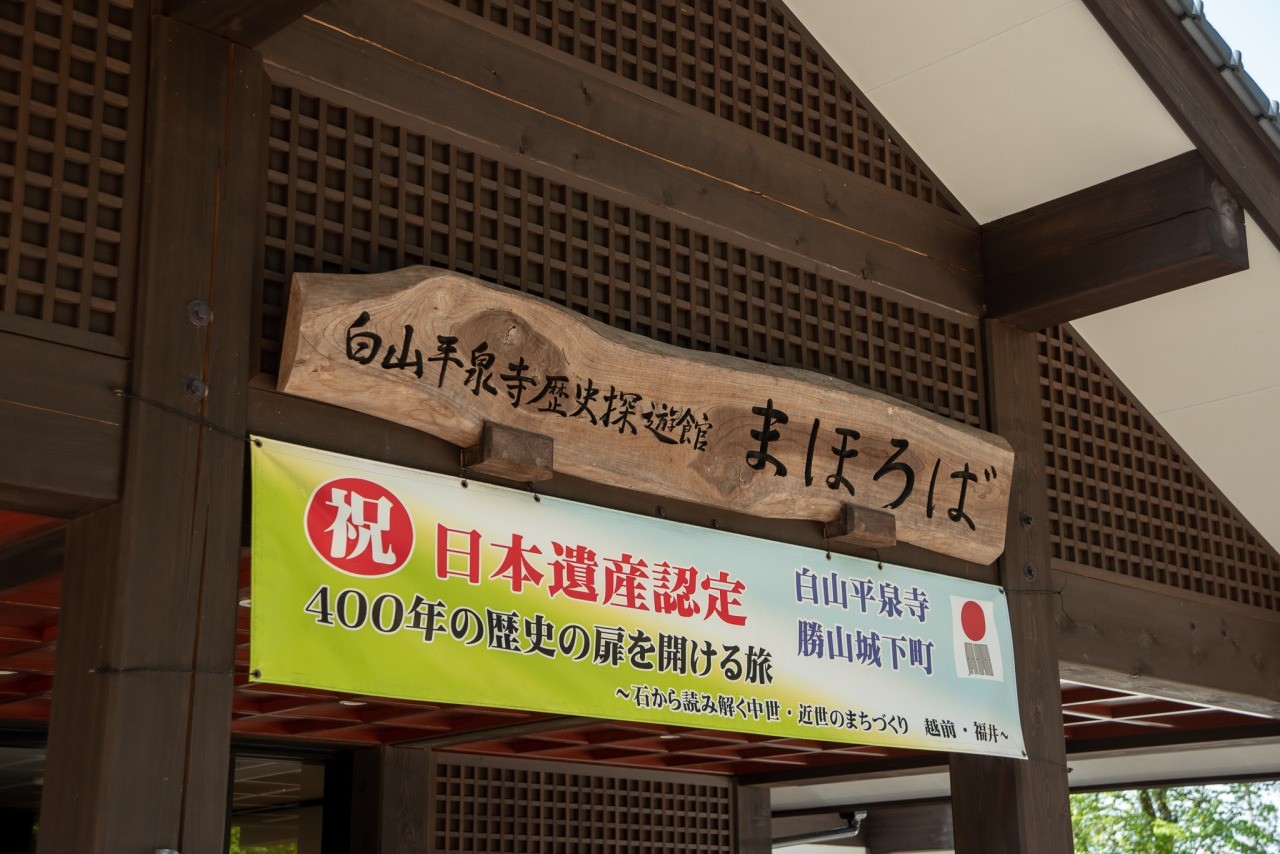 白山平泉寺歴史探遊館 まほろば
祝 日本遺産認定
400年の歴史の扉を開ける旅
~石から読み解く中世・近世のまちづくり 越前・福井~
白山平泉寺
勝山城下町